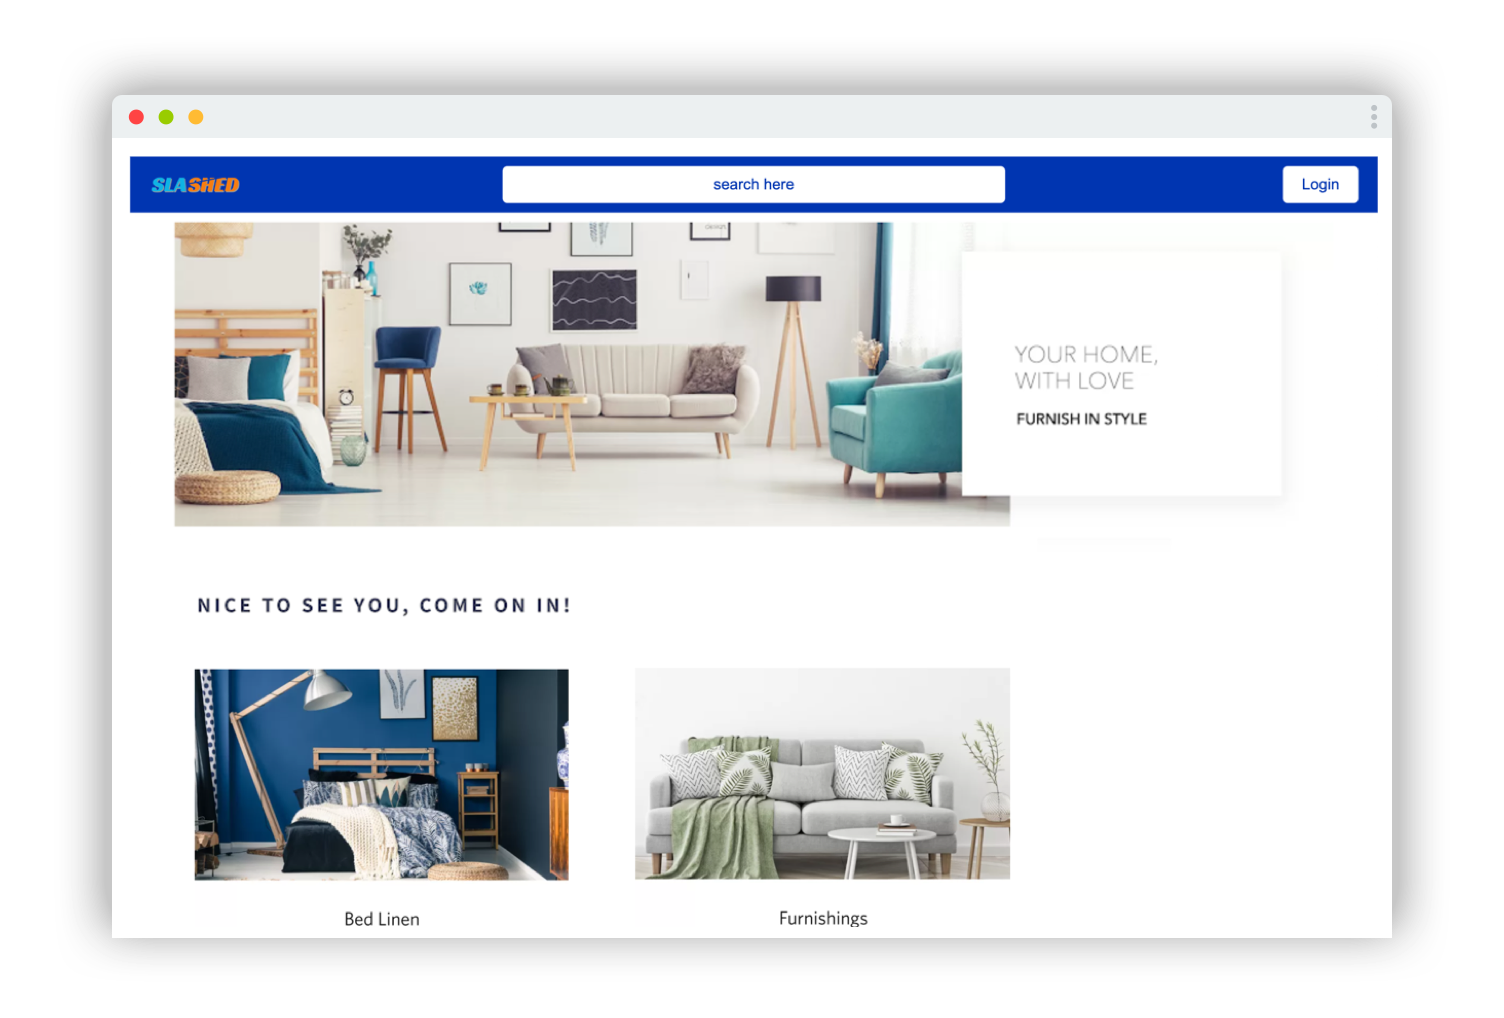 SLASHED
search here
Login
YOUR HOME,
WITH LOVE
FURNISH IN STYLE
NICE TO SEE YOU, COME ON IN!
Bed Linen
Furnishings